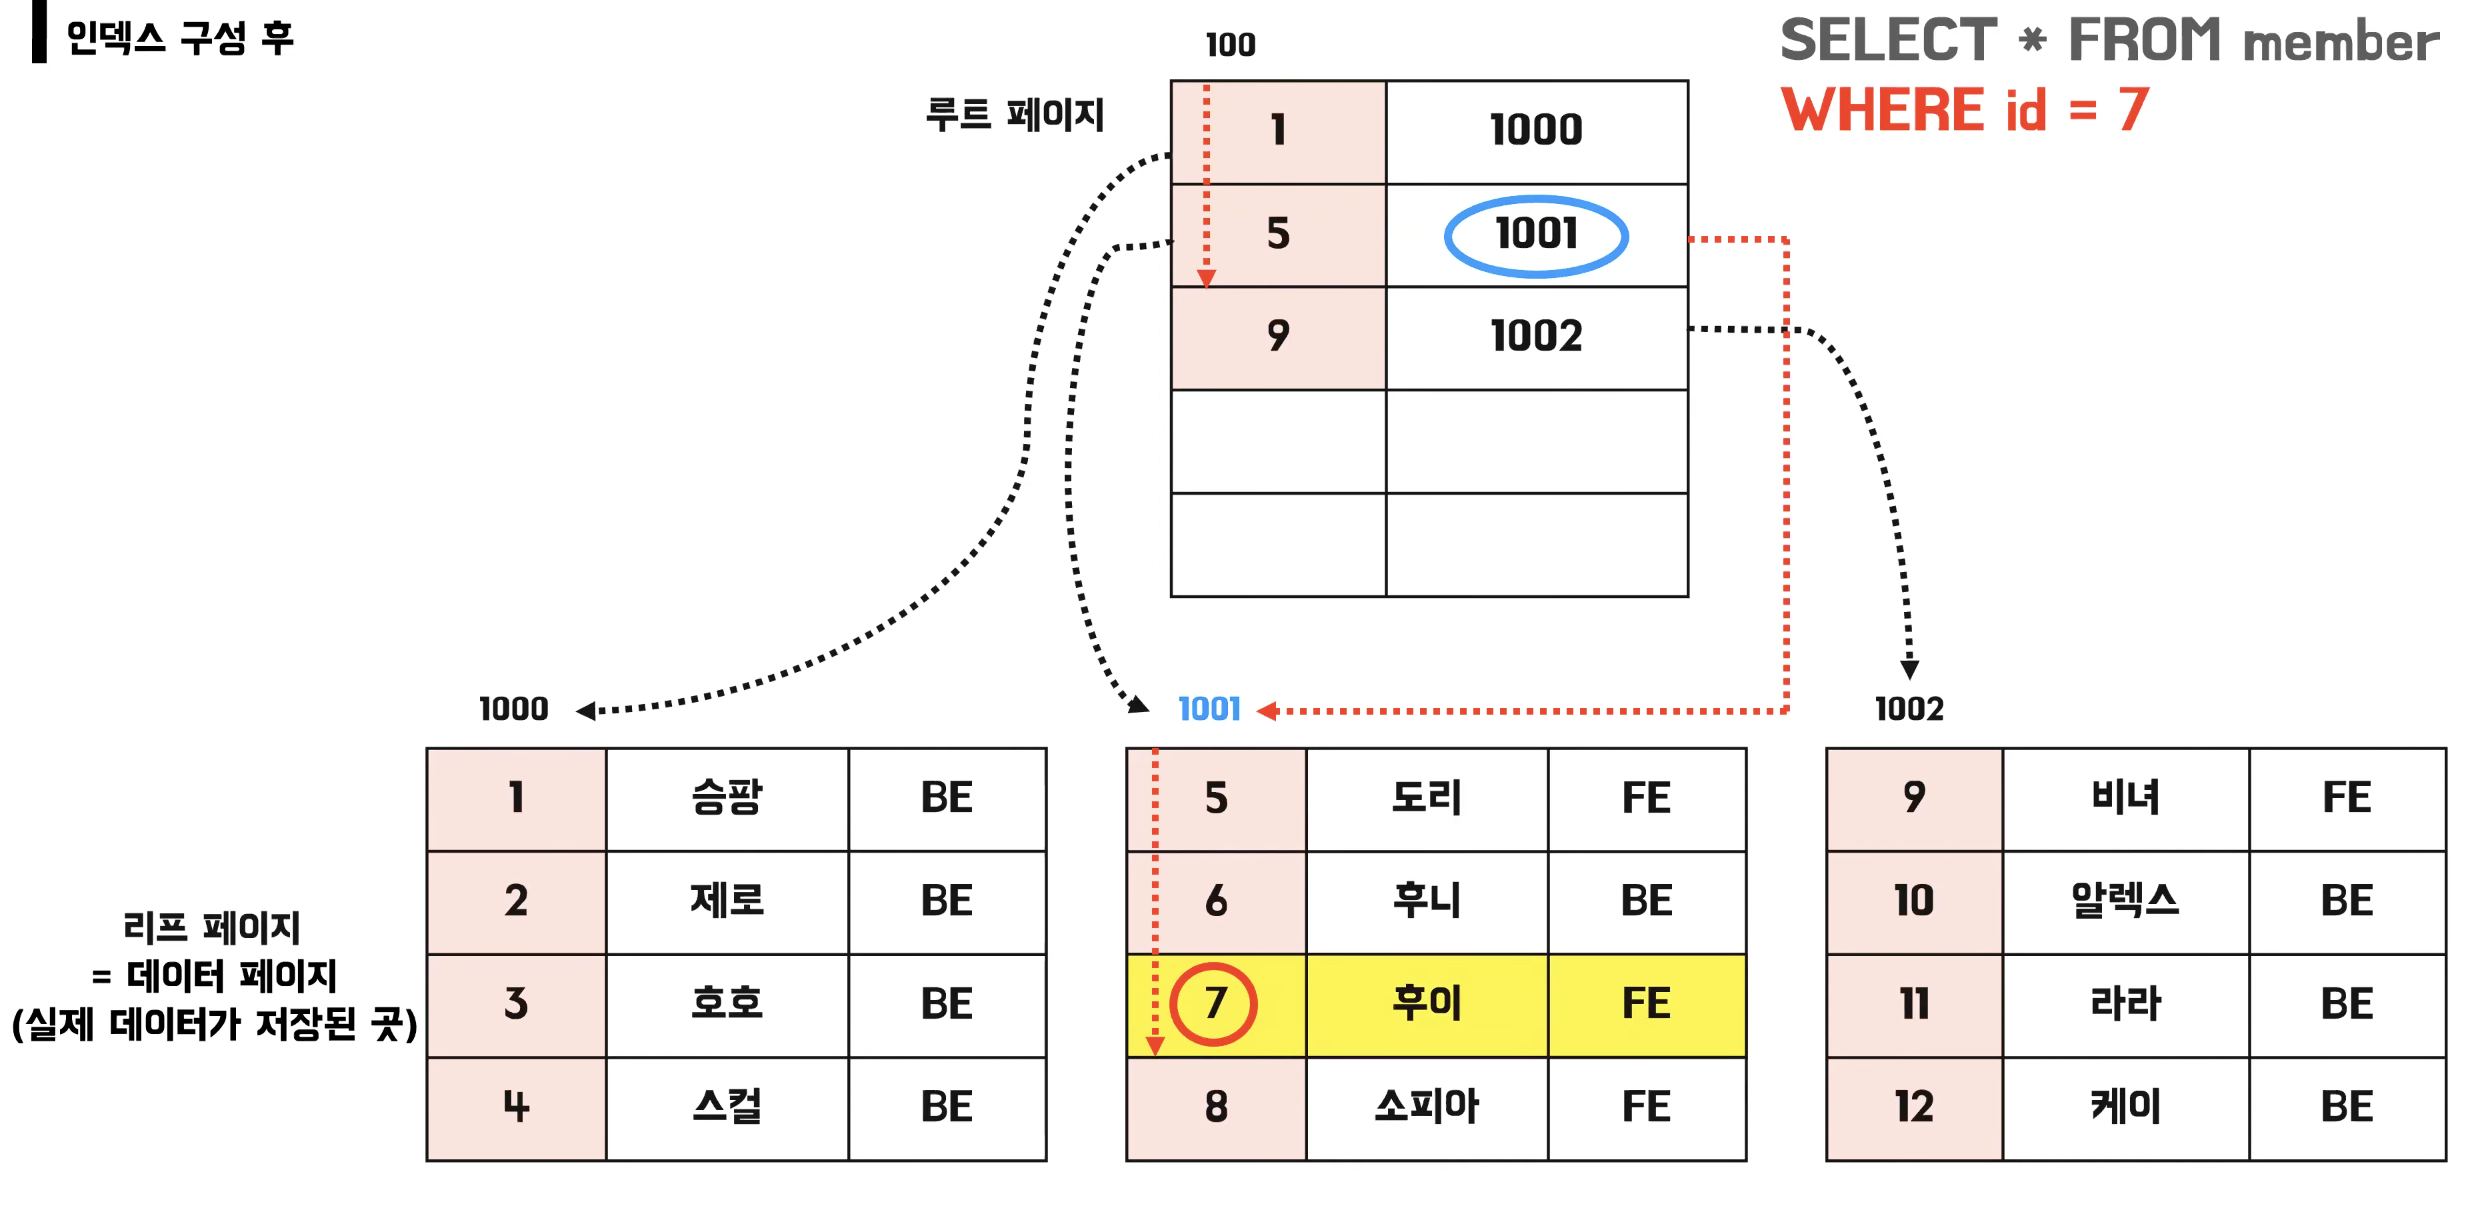 인덱스 구성 후
SELECT * FROM member
WHERE id = 7
100
루트 페이지
1 1000
5 1001
9 1002
1000
1 승팡 BE
2 제로 BE
3 호호 BE
4 스컬 BE
1001
5 도리 FE
6 후니 BE
7 후이 FE
8 소피아 FE
1002
9 비녀 FE
10 알렉스 BE
11 라라 BE
12 케이 BE
리프 페이지
= 데이터 페이지
(실제 데이터가 저장된 곳)